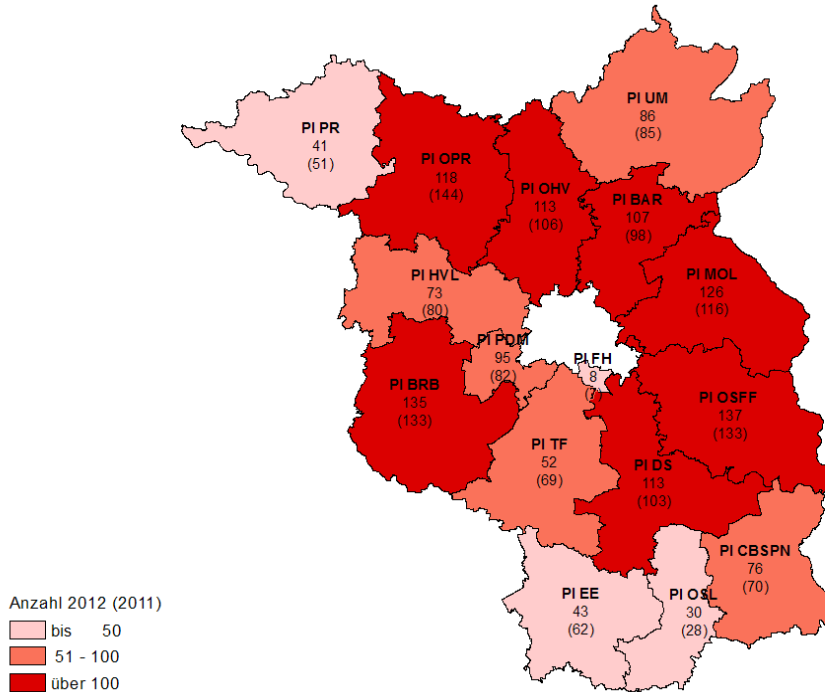 PI UM
86
(85)
PI PR
41
(51)
PI OPR
118
(144)
PI OHV
113
(106)
PI BAR
107
(98)
PI MOL
126
(116)
PI HVL
73
(80)
PI PDM
95
(82)
PI FH
8
(7)
PI BRB
135
(133)
PI OSFF
137
(133)
PI TF
52
(69)
PI DS
113
(103)
PI CBSPN
76
(70)
PI EE
43
(62)
PI OSL
30
(28)
Anzahl 2012 (2011)
bis 50
51 - 100
über 100